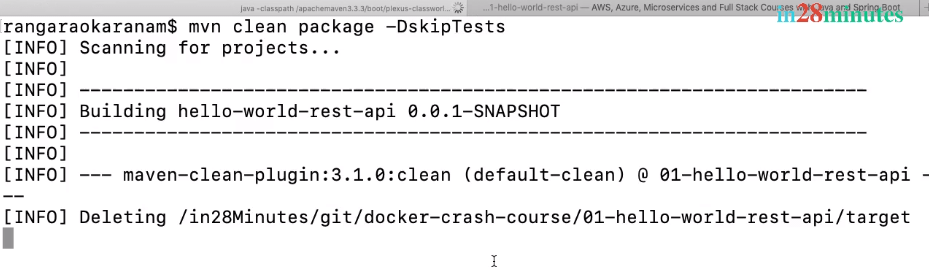 java -classpath /apachemaven3.3.3/boot/plexus-classworl...
...1-hello-world-rest-api — AWS, Azure, Microservices and Full Stack Courses with Java and Spring Boot
in28minutes
rangaraokaranam$ mvn clean package -DskipTests
[INFO] Scanning for projects...
[INFO]
[INFO] ------------------------------------------------------------------------
[INFO] Building hello-world-rest-api 0.0.1-SNAPSHOT
[INFO] ------------------------------------------------------------------------
[INFO]
[INFO] --- maven-clean-plugin:3.1.0:clean (default-clean) @ 01-hello-world-rest-api -
--
[INFO] Deleting /in28Minutes/git/docker-crash-course/01-hello-world-rest-api/target